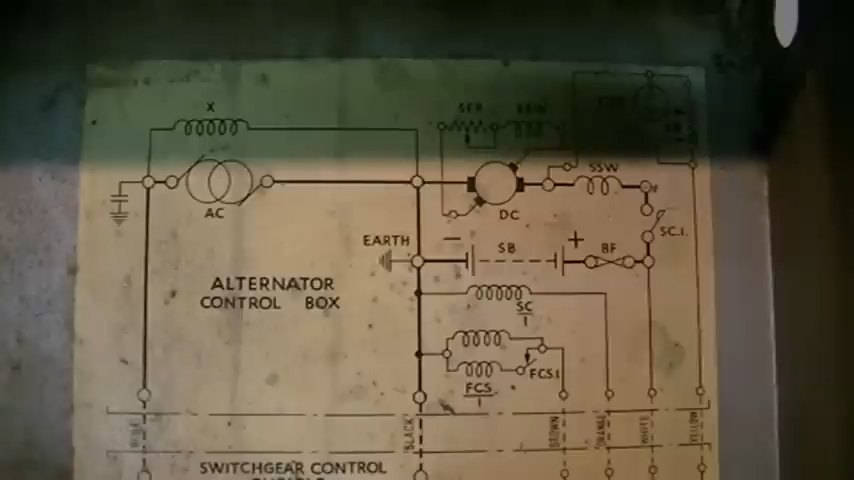 X
SSW
AC
DC
SC.I.
EARTH
− SB + BF
ALTERNATOR
CONTROL BOX
SC
I
FCS.I.
FCS
I
BLACK
BROWN
ORANGE
WHITE
YELLOW
SWITCHGEAR CONTROL